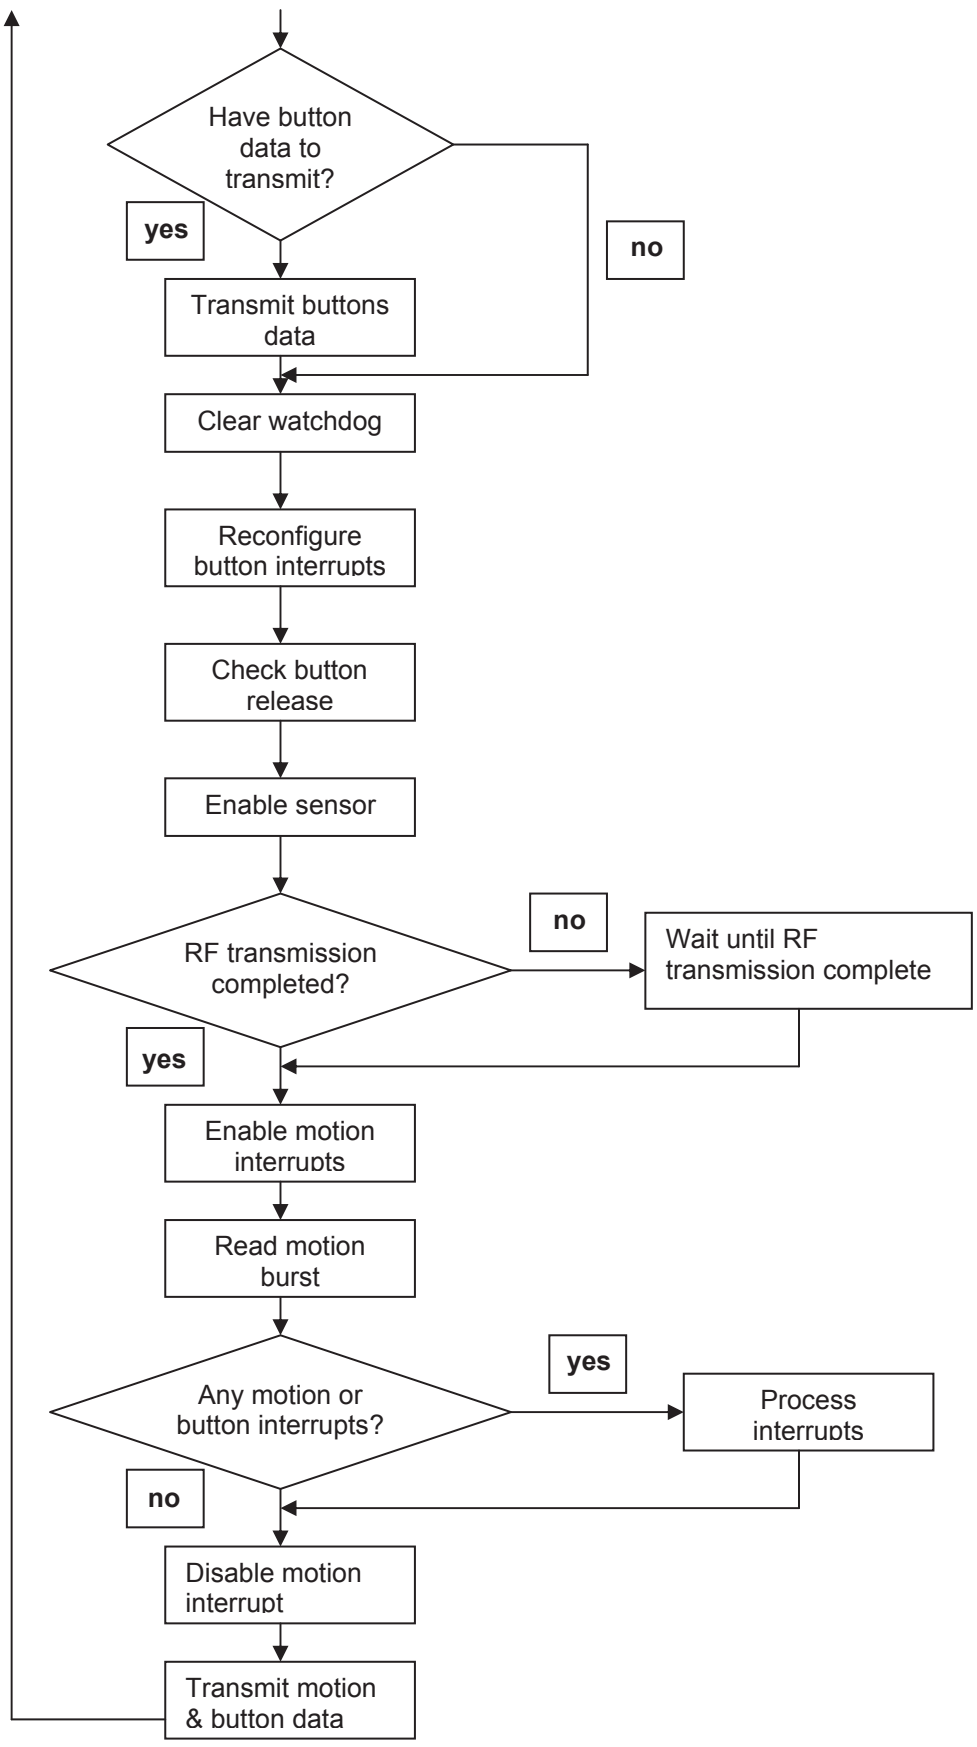 Have button
data to
transmit?
yes
no
Transmit buttons
data
Clear watchdog
Reconfigure
button interrupts
Check button
release
Enable sensor
no
RF transmission
completed?
Wait until RF
transmission complete
yes
Enable motion
interrupts
Read motion
burst
yes
Any motion or
button interrupts?
Process
interrupts
no
Disable motion
interrupt
Transmit motion
& button data